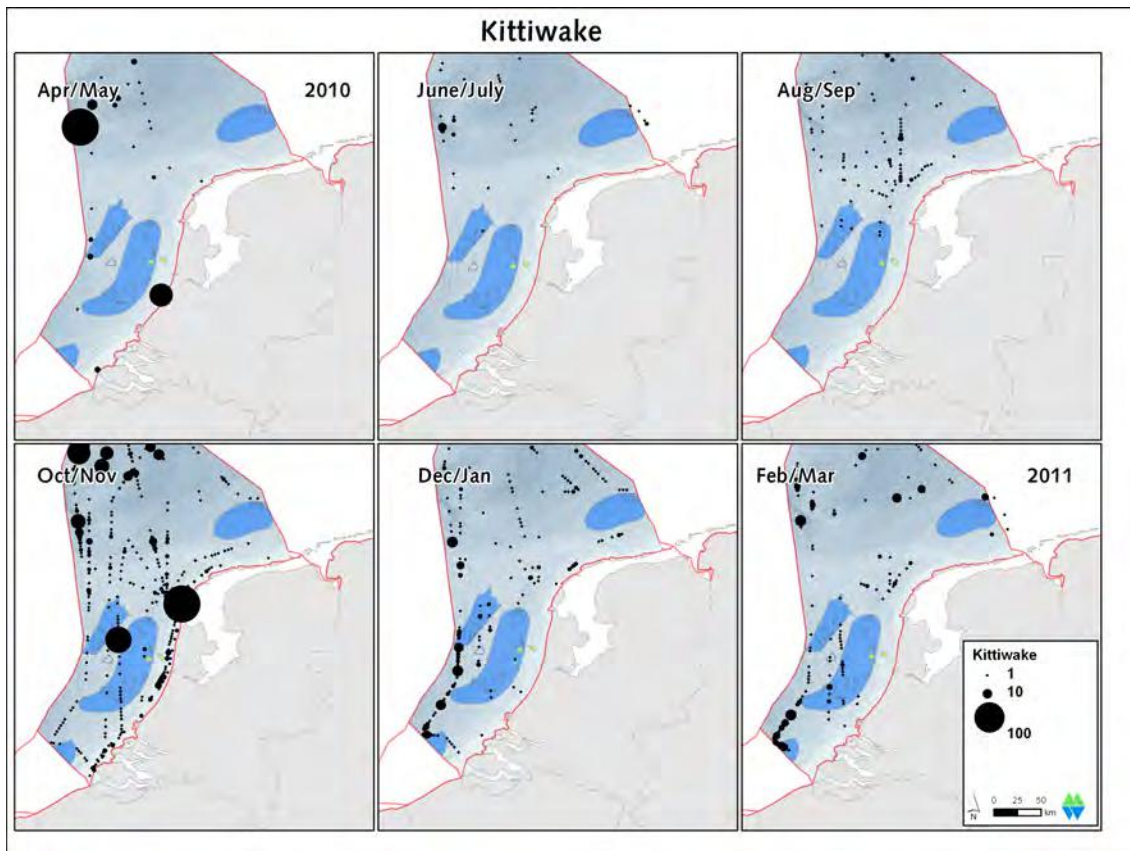 Kittiwake
Apr/May
2010
June/July
Aug/Sep
Oct/Nov
Dec/Jan
Feb/Mar
2011
Kittiwake
1
10
100
N
0 25 50
km